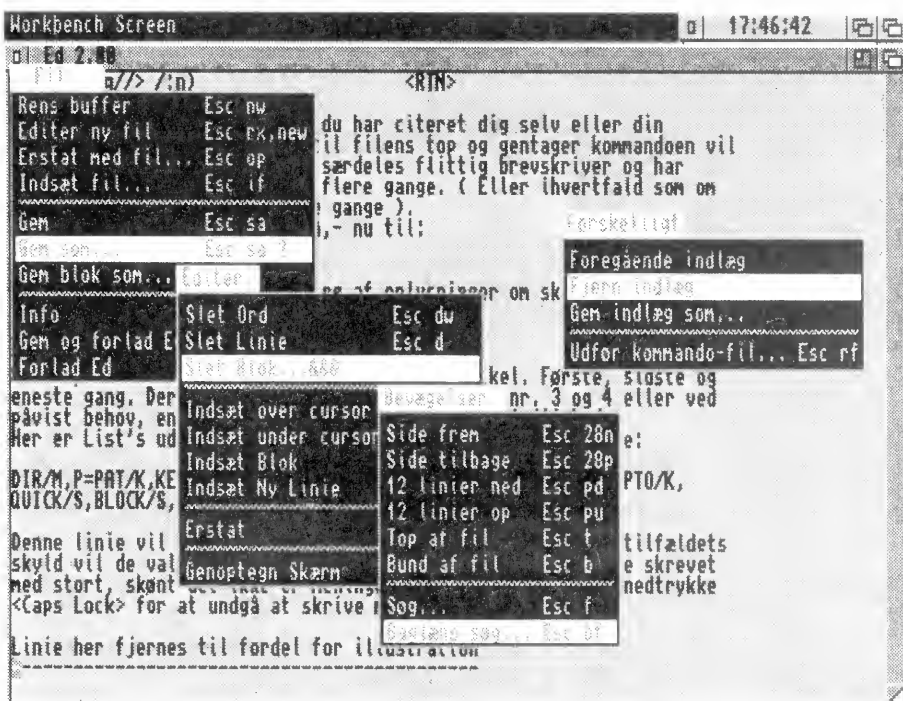 Workbench Screen 17:46:42
Ed 2.00
Fil
a//> /:n) <RTN>
Rens buffer Esc nw
Editer ny fil Esc rx,new
Erstat med fil... Esc op
Indsæt fil... Esc if
Gem Esc sa
Gem som... Esc sa ?
Gem blok som...
Info
Gem og forlad E
Forlad Ed
du har citeret dig selv eller din
til filens top og gentager kommandoen vil
særdeles flittig brevskriver og har
flere gange. ( Eller ihvertfald som om
gange ).
,- nu til:
Forskelligt
Foregående indlæg
Fjern indlæg
Gem indlæg som...
Udfør kommando-fil... Esc rf
af oplysninger om sk
Editer
Slet Ord Esc dw
Slet Linie Esc d
Slet Blok...&&@
Indsæt over cursor
Indsæt under cursor
Indsæt Blok
Indsæt Ny Linie
Erstat
Genoptegn Skærm
kel. Første, sidste og
eneste gang. Der nr. 3 og 4 eller ved
påvist behov, en
Her er List's ud e:
Bevægelser
Side frem Esc 28n
Side tilbage Esc 28p
12 linier ned Esc pd
12 linier op Esc pu
Top af fil Esc t
Bund af fil Esc b
Søg... Esc f
Baglæns søg... Esc bf
DIR/M,P=PAT/K,KE PTO/K,
QUICK/S,BLOCK/S,
Denne linie vil tilfældets
skyld vil de val e skrevet
med stort, skønt det ikke er nedtrykke
<Caps Lock> for at undgå at skrive
Linie her fjernes til fordel for illustration